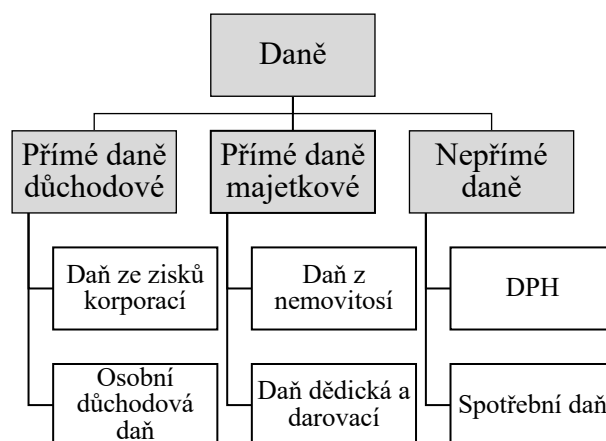 Daně
Přímé daně
důchodové
Přímé daně
majetkové
Nepřímé
daně
Daň ze zisků
korporací
Daň z
nemovitosí
DPH
Osobní
důchodová
daň
Daň dědická a
darovací
Spotřební daň